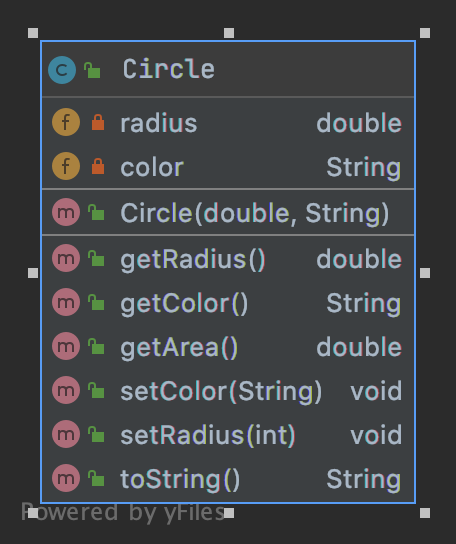 C Circle
f radius double
f color String
m Circle(double, String)
m getRadius() double
m getColor() String
m getArea() double
m setColor(String) void
m setRadius(int) void
m toString() String
Powered by yFiles